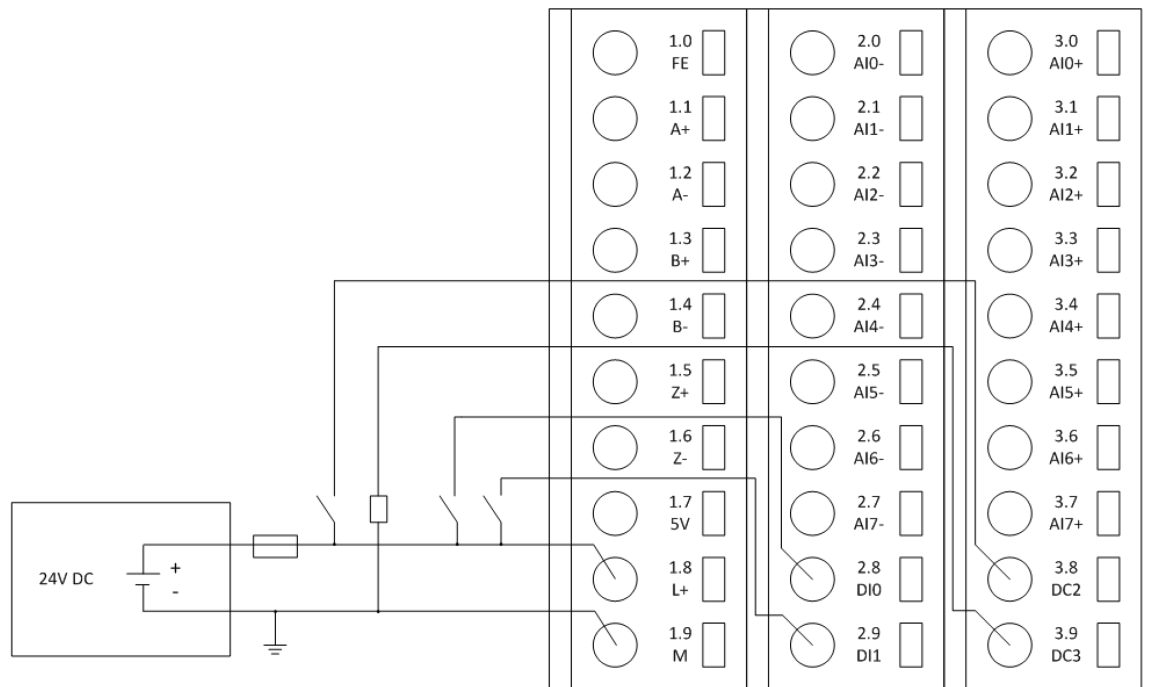 1.0
FE
1.1
A+
1.2
A-
1.3
B+
1.4
B-
1.5
Z+
1.6
Z-
1.7
5V
1.8
L+
1.9
M
2.0
AI0-
2.1
AI1-
2.2
AI2-
2.3
AI3-
2.4
AI4-
2.5
AI5-
2.6
AI6-
2.7
AI7-
2.8
DI0
2.9
DI1
3.0
AI0+
3.1
AI1+
3.2
AI2+
3.3
AI3+
3.4
AI4+
3.5
AI5+
3.6
AI6+
3.7
AI7+
3.8
DC2
3.9
DC3
24V DC
+
-